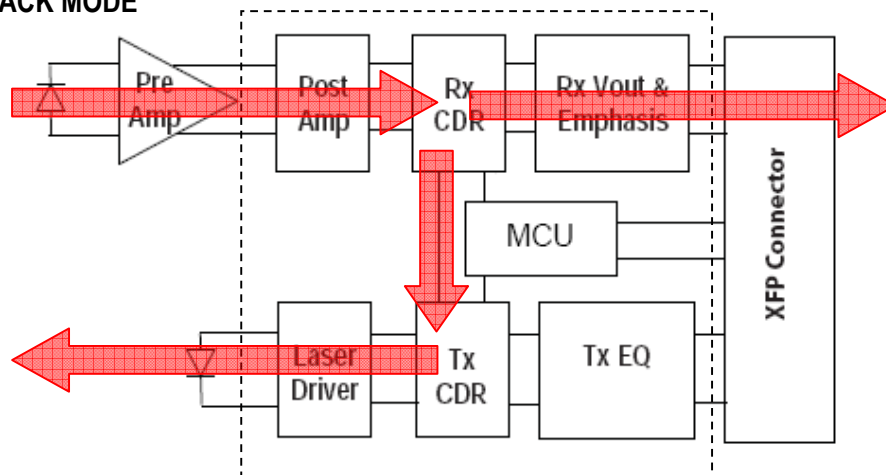 ACK MODE
Pre
Amp
Post
Amp
Rx
CDR
Rx Vout &
Emphasis
MCU
XFP Connector
Laser
Driver
Tx
CDR
Tx EQ